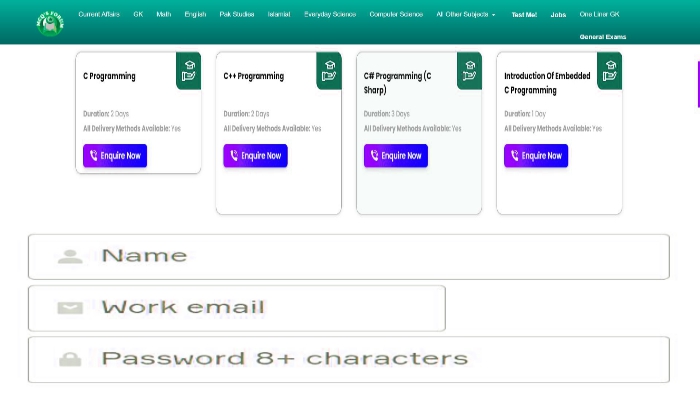 Current Affairs GK Math English Pak Studies Islamiat Everyday Science Computer Science All Other Subjects Test Me! Jobs One Liner GK
General Exams
C Programming
Duration: 2 Days
All Delivery Methods Available: Yes
Enquire Now
C++ Programming
Duration: 2 Days
All Delivery Methods Available: Yes
Enquire Now
C# Programming (C
Sharp)
Duration: 3 Days
All Delivery Methods Available: Yes
Enquire Now
Introduction Of Embedded
C Programming
Duration: 1 Day
All Delivery Methods Available: Yes
Enquire Now
Name
Work email
Password 8+ characters